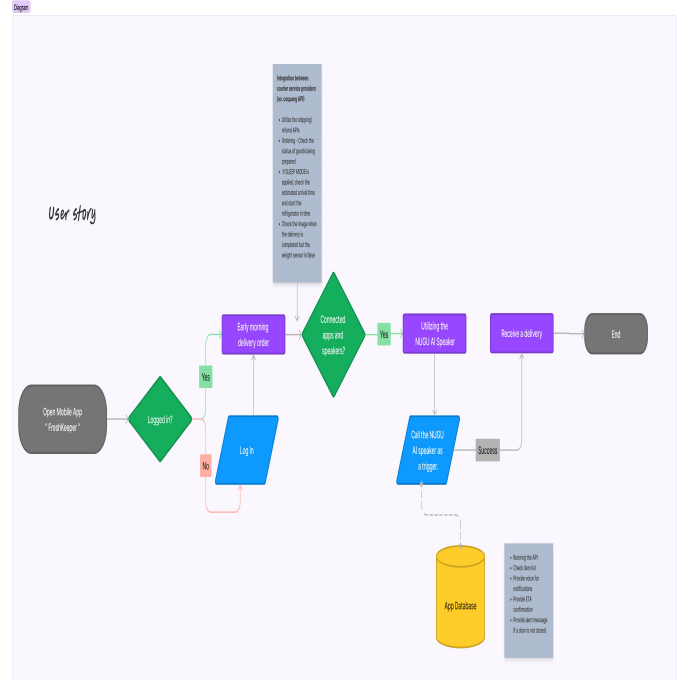 Diagram
Integration between
courier service providers
(ex. coupang API)
• Utilize the shipping/
refund APIs
• Ordering - Check the
status of goods being
prepared
• If SLEEP MODE is
applied, check the
estimated arrival time
and start the
refrigerator in time
• Check the image when
the delivery is
completed but the
weight sensor is false
User story
Early morning
delivery order
Connected
apps and
speakers?
Yes
Utilizing the
NUGU AI Speaker
Receive a delivery
End
Yes
Open Mobile App
" FreshKeeper "
Logged in?
No
Log In
Call the NUGU
AI speaker as
a trigger.
Success
App Database
• Running the API
• Check item list
• Provide voice for
notifications
• Provide ETA
confirmation
• Provide alert message
if a door is not closed